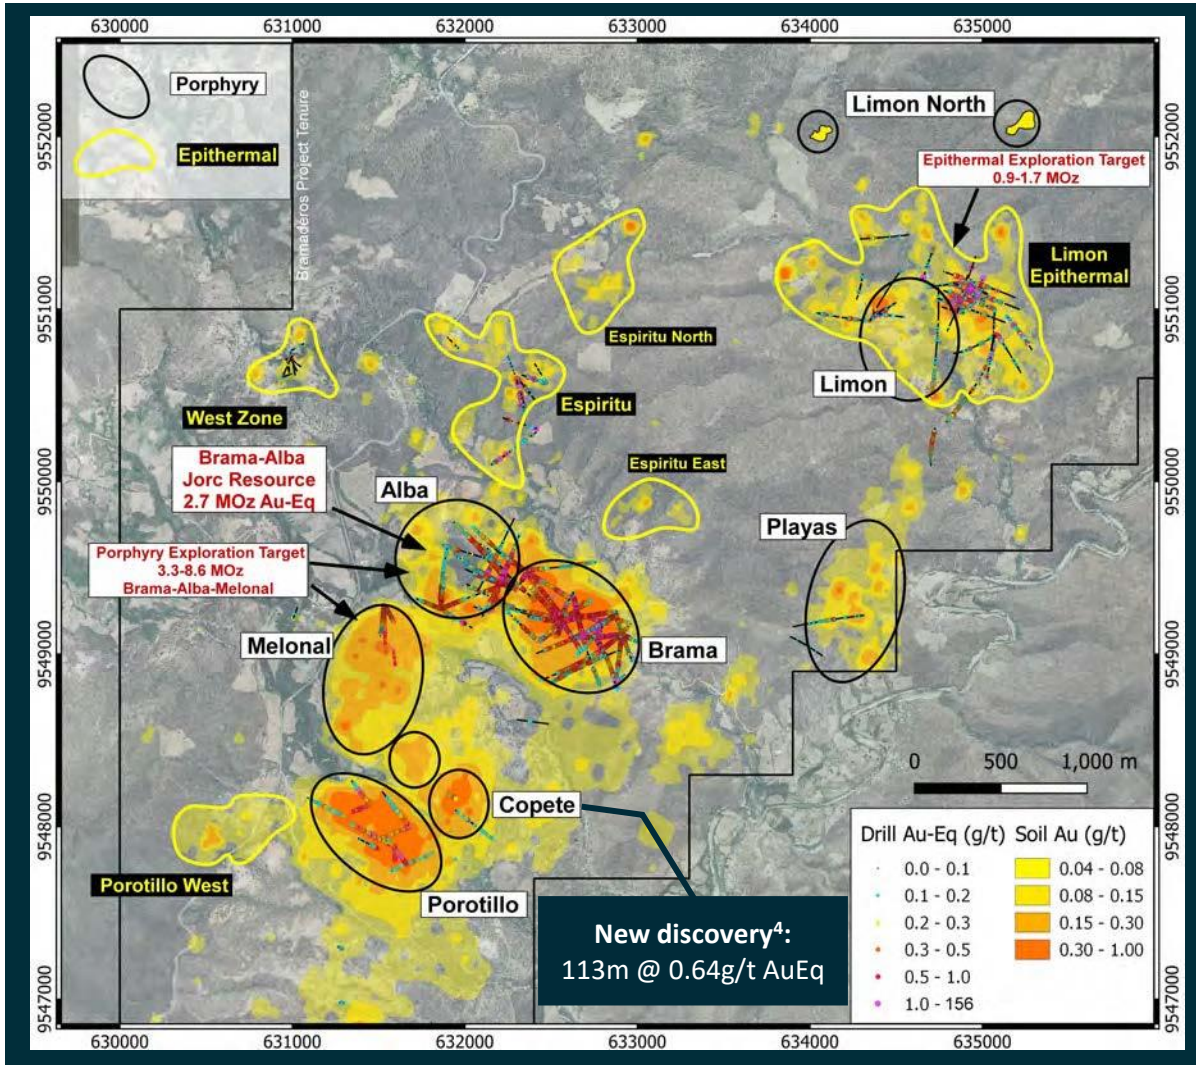 630000
631000
632000
633000
634000
635000
Porphyry
Epithermal
Bramaderos Project Tenure
9552000
9551000
9550000
9549000
9548000
9547000
Limon North
9552000
9551000
9550000
9549000
9548000
9547000
Epithermal Exploration Target
0.9-1.7 MOz
Limon
Epithermal
Espiritu North
Limon
West Zone
Espiritu
Brama-Alba
Jorc Resource
2.7 MOz Au-Eq
Alba
Espiritu East
Playas
Porphyry Exploration Target
3.3-8.6 MOz
Brama-Alba-Melonal
Melonal
Brama
0
500
1,000 m
Copete
Porotillo West
Porotillo
New discovery4:
113m @ 0.64g/t AuEq
Drill Au-Eq (g/t)
0.0 - 0.1
0.1 - 0.2
0.2 - 0.3
0.3 - 0.5
0.5 - 1.0
1.0 - 156
Soil Au (g/t)
0.04 - 0.08
0.08 - 0.15
0.15 - 0.30
0.30 - 1.00
630000
631000
632000
633000
634000
635000